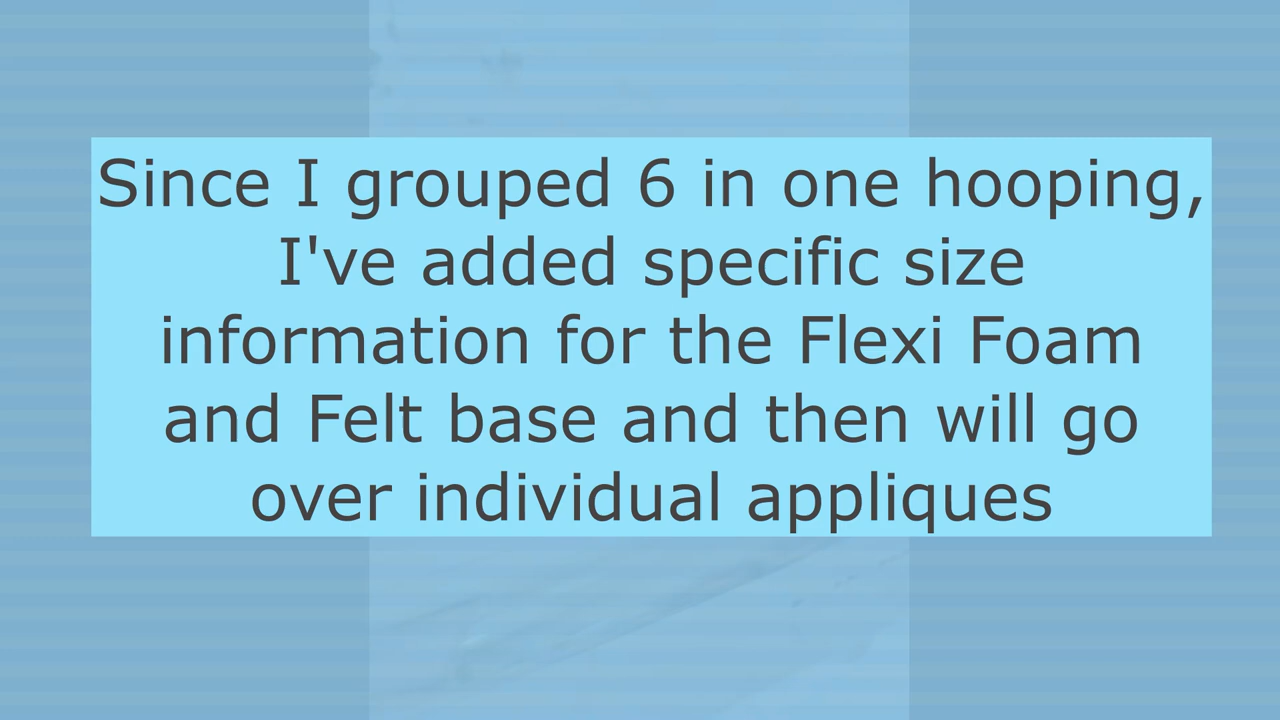 Since I grouped 6 in one hooping,
I've added specific size
information for the Flexi Foam
and Felt base and then will go
over individual appliques